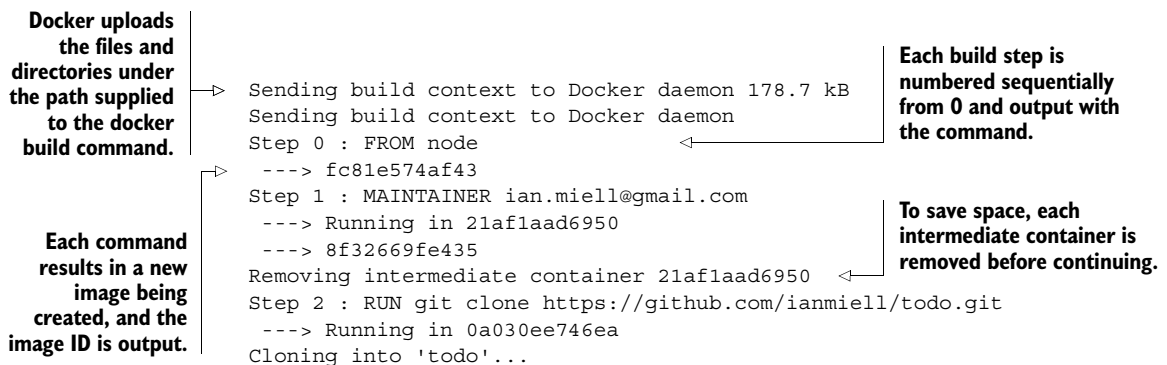 Docker uploads
the files and
directories under
the path supplied
to the docker
build command.
Each command
results in a new
image being
created, and the
image ID is output.
Sending build context to Docker daemon 178.7 kB
Sending build context to Docker daemon
Step 0 : FROM node
---> fc81e574af43
Step 1 : MAINTAINER ian.miell@gmail.com
---> Running in 21af1aad6950
---> 8f32669fe435
Removing intermediate container 21af1aad6950
Step 2 : RUN git clone https://github.com/ianmiell/todo.git
---> Running in 0a030ee746ea
Cloning into 'todo'...
Each build step is
numbered sequentially
from 0 and output with
the command.
To save space, each
intermediate container is
removed before continuing.